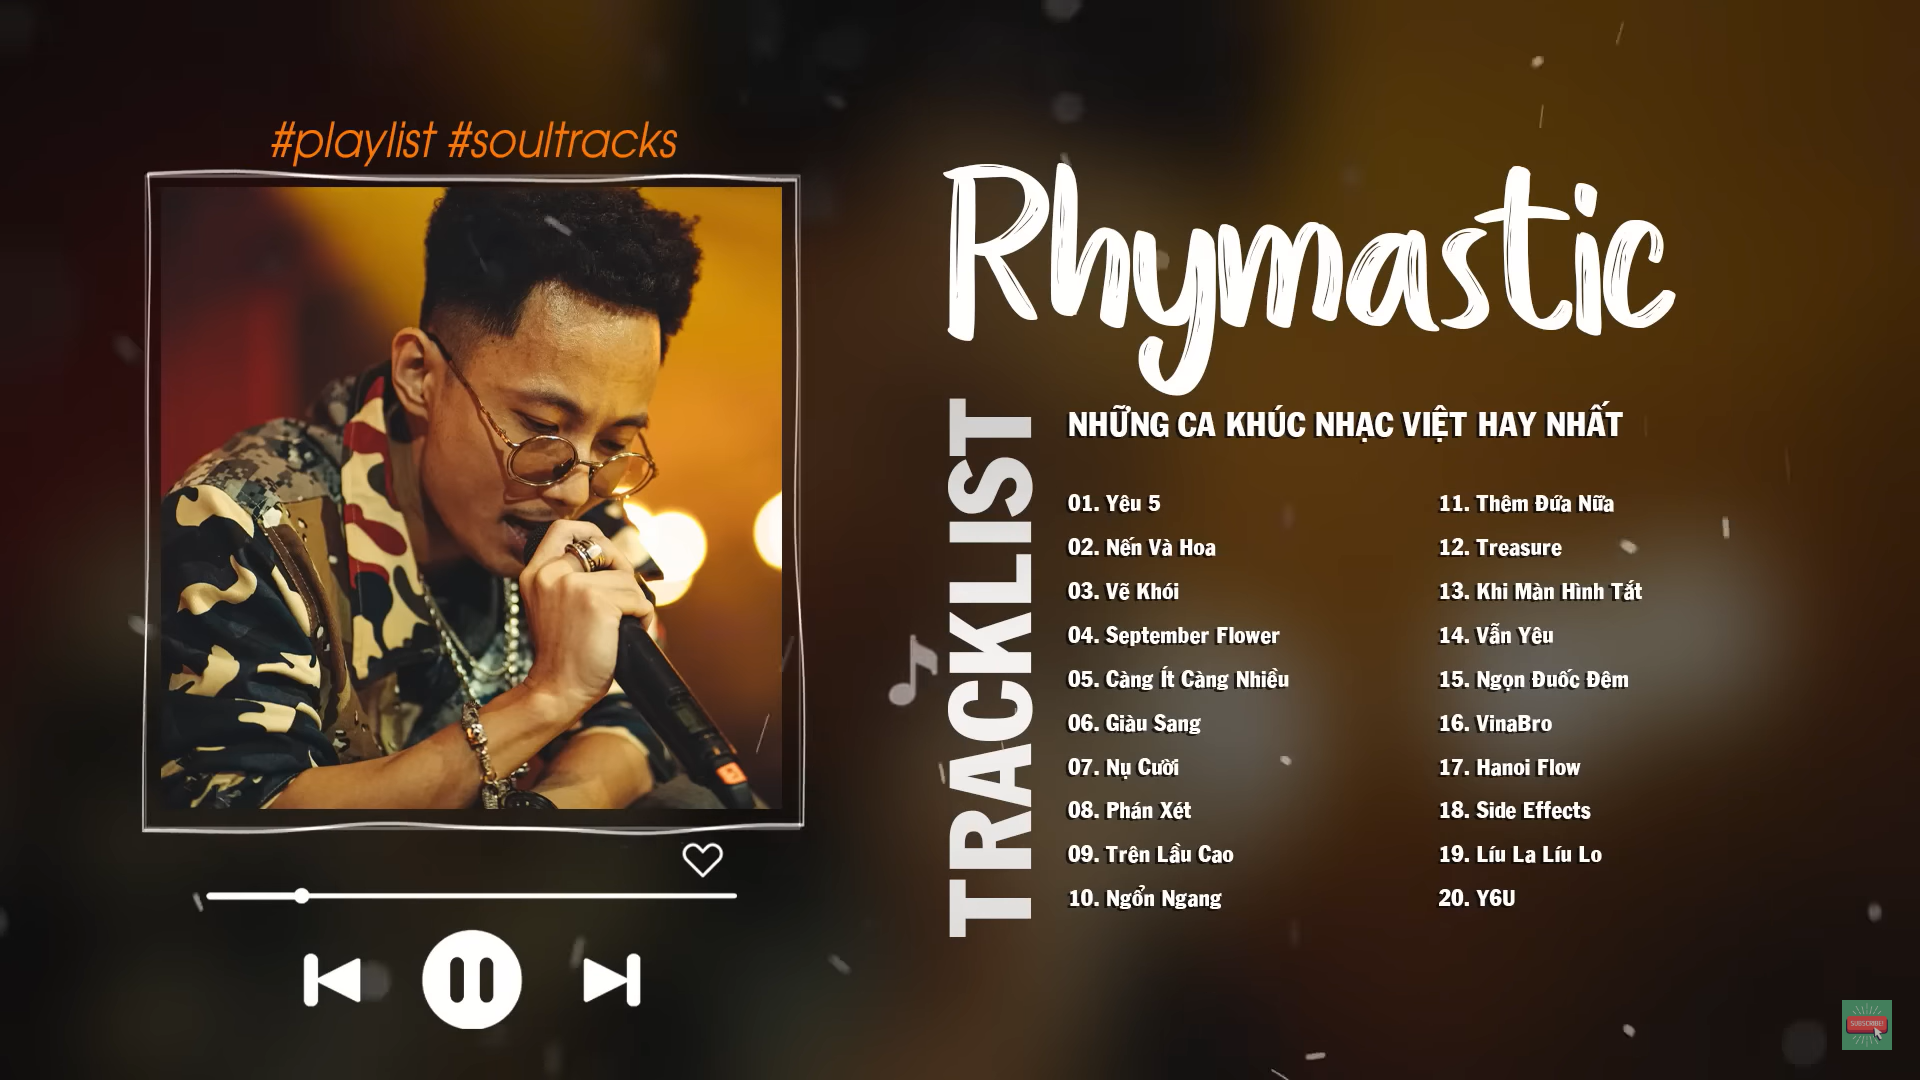 #playlist #soultracks
Rhymastic
TRACKLIST
NHỮNG CA KHÚC NHẠC VIỆT HAY NHẤT
01. Yêu 5
02. Nến Và Hoa
03. Vẽ Khói
04. September Flower
05. Càng Ít Càng Nhiều
06. Giàu Sang
07. Nụ Cười
08. Phán Xét
09. Trên Lầu Cao
10. Ngổn Ngang
11. Thêm Đứa Nữa
12. Treasure
13. Khi Màn Hình Tắt
14. Vẫn Yêu
15. Ngọn Đuốc Đêm
16. VinaBro
17. Hanoi Flow
18. Side Effects
19. Líu La Líu Lo
20. Y6U
SUBSCRIBE!